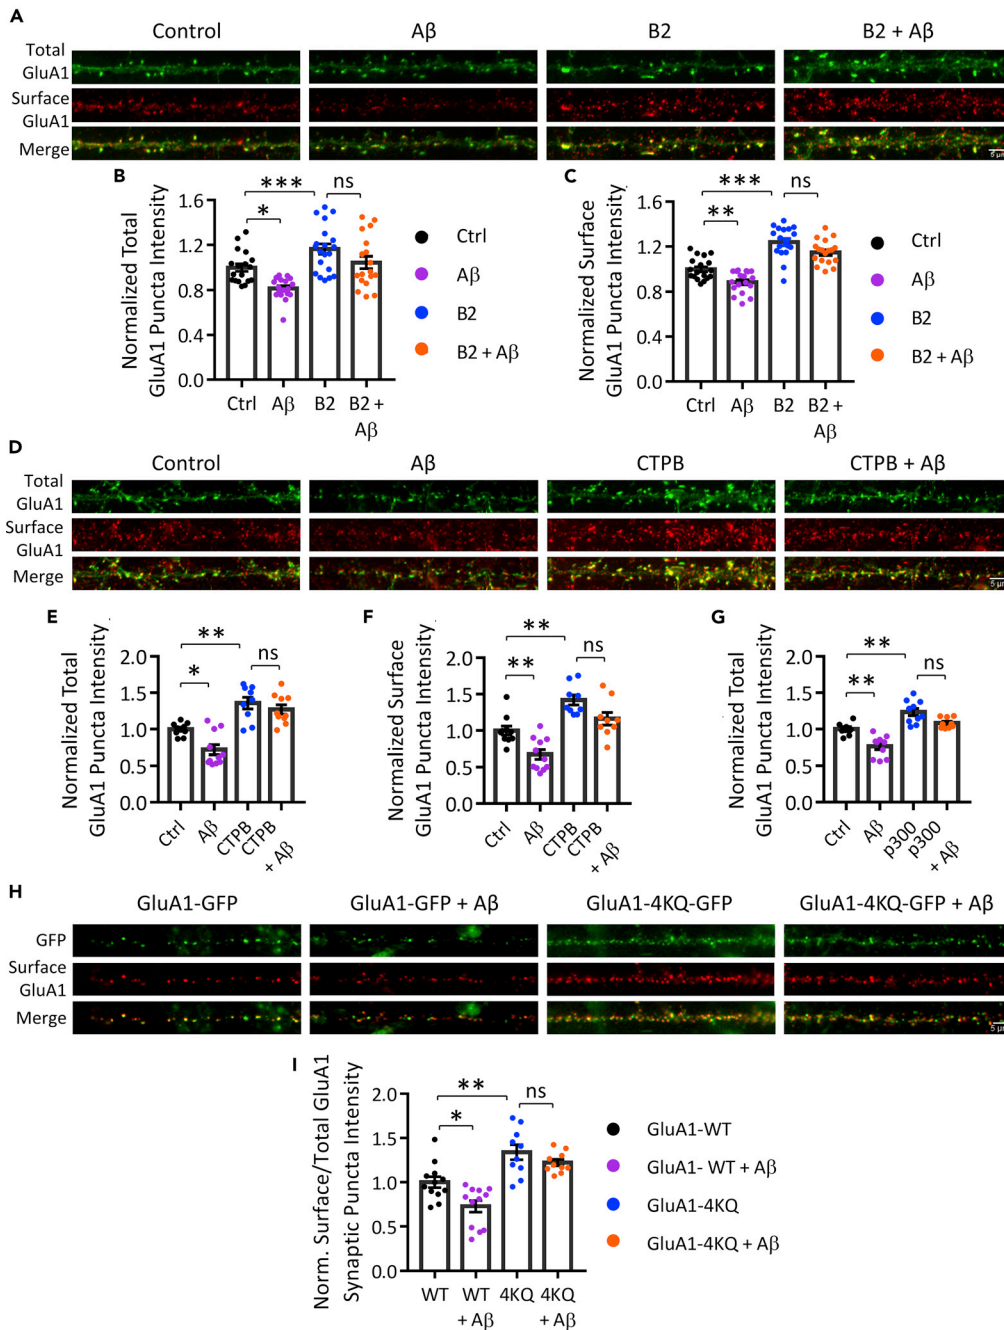 A
Control
Aβ
B2
B2 + Aβ
Total
GluA1
Surface
GluA1
Merge
5 μm
B
Normalized Total
GluA1 Puncta Intensity
1.6
1.2
0.8
0.4
0.0
***
*
ns
Ctrl
Aβ
B2
B2 +
Aβ
Ctrl
Aβ
B2
B2 + Aβ
C
Normalized Surface
GluA1 Puncta Intensity
1.6
1.2
0.8
0.4
0.0
***
**
ns
Ctrl
Aβ
B2
B2 +
Aβ
Ctrl
Aβ
B2
B2 + Aβ
D
Control
Aβ
CTPB
CTPB + Aβ
Total
GluA1
Surface
GluA1
Merge
5 μm
E
Normalized Total
GluA1 Puncta Intensity
2.0
1.5
1.0
0.5
0.0
**
*
ns
Ctrl
Aβ
CTPB
CTPB
+ Aβ
F
Normalized Surface
GluA1 Puncta Intensity
2.0
1.5
1.0
0.5
0.0
**
**
ns
Ctrl
Aβ
CTPB
CTPB
+ Aβ
G
Normalized Total
GluA1 Puncta Intensity
2.0
1.5
1.0
0.5
0.0
**
**
ns
Ctrl
Aβ
p300
p300
+ Aβ
H
GluA1-GFP
GluA1-GFP + Aβ
GluA1-4KQ-GFP
GluA1-4KQ-GFP + Aβ
GFP
Surface
GluA1
Merge
5 μm
I
Norm. Surface/Total GluA1
Synaptic Puncta Intensity
2.0
1.5
1.0
0.5
0.0
**
*
ns
WT
WT
+ Aβ
4KQ
4KQ
+ Aβ
GluA1-WT
GluA1- WT + Aβ
GluA1-4KQ
GluA1-4KQ + Aβ